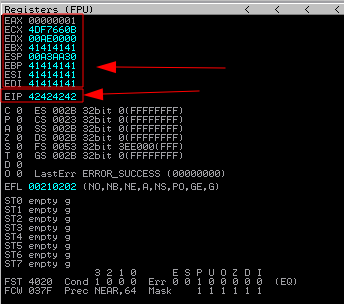 Registers (FPU) < < < <
EAX 00000001
ECX 4DF7660B
EDX 00AE0000
EBX 41414141
ESP 00A3AA30
EBP 41414141
ESI 41414141
EDI 41414141
EIP 42424242
C 0 ES 002B 32bit 0(FFFFFFFF)
P 0 CS 0023 32bit 0(FFFFFFFF)
A 0 SS 002B 32bit 0(FFFFFFFF)
Z 0 DS 002B 32bit 0(FFFFFFFF)
S 0 FS 0053 32bit 3EE000(FFF)
T 0 GS 002B 32bit 0(FFFFFFFF)
D 0
O 0 LastErr ERROR_SUCCESS (00000000)
EFL 00210202 (NO,NB,NE,A,NS,PO,GE,G)
ST0 empty g
ST1 empty g
ST2 empty g
ST3 empty g
ST4 empty g
ST5 empty g
ST6 empty g
ST7 empty g
3 2 1 0 E S P U O Z D I
FST 4020 Cond 1 0 0 0 Err 0 0 1 0 0 0 0 0 (EQ)
FCW 037F Prec NEAR,64 Mask 1 1 1 1 1 1